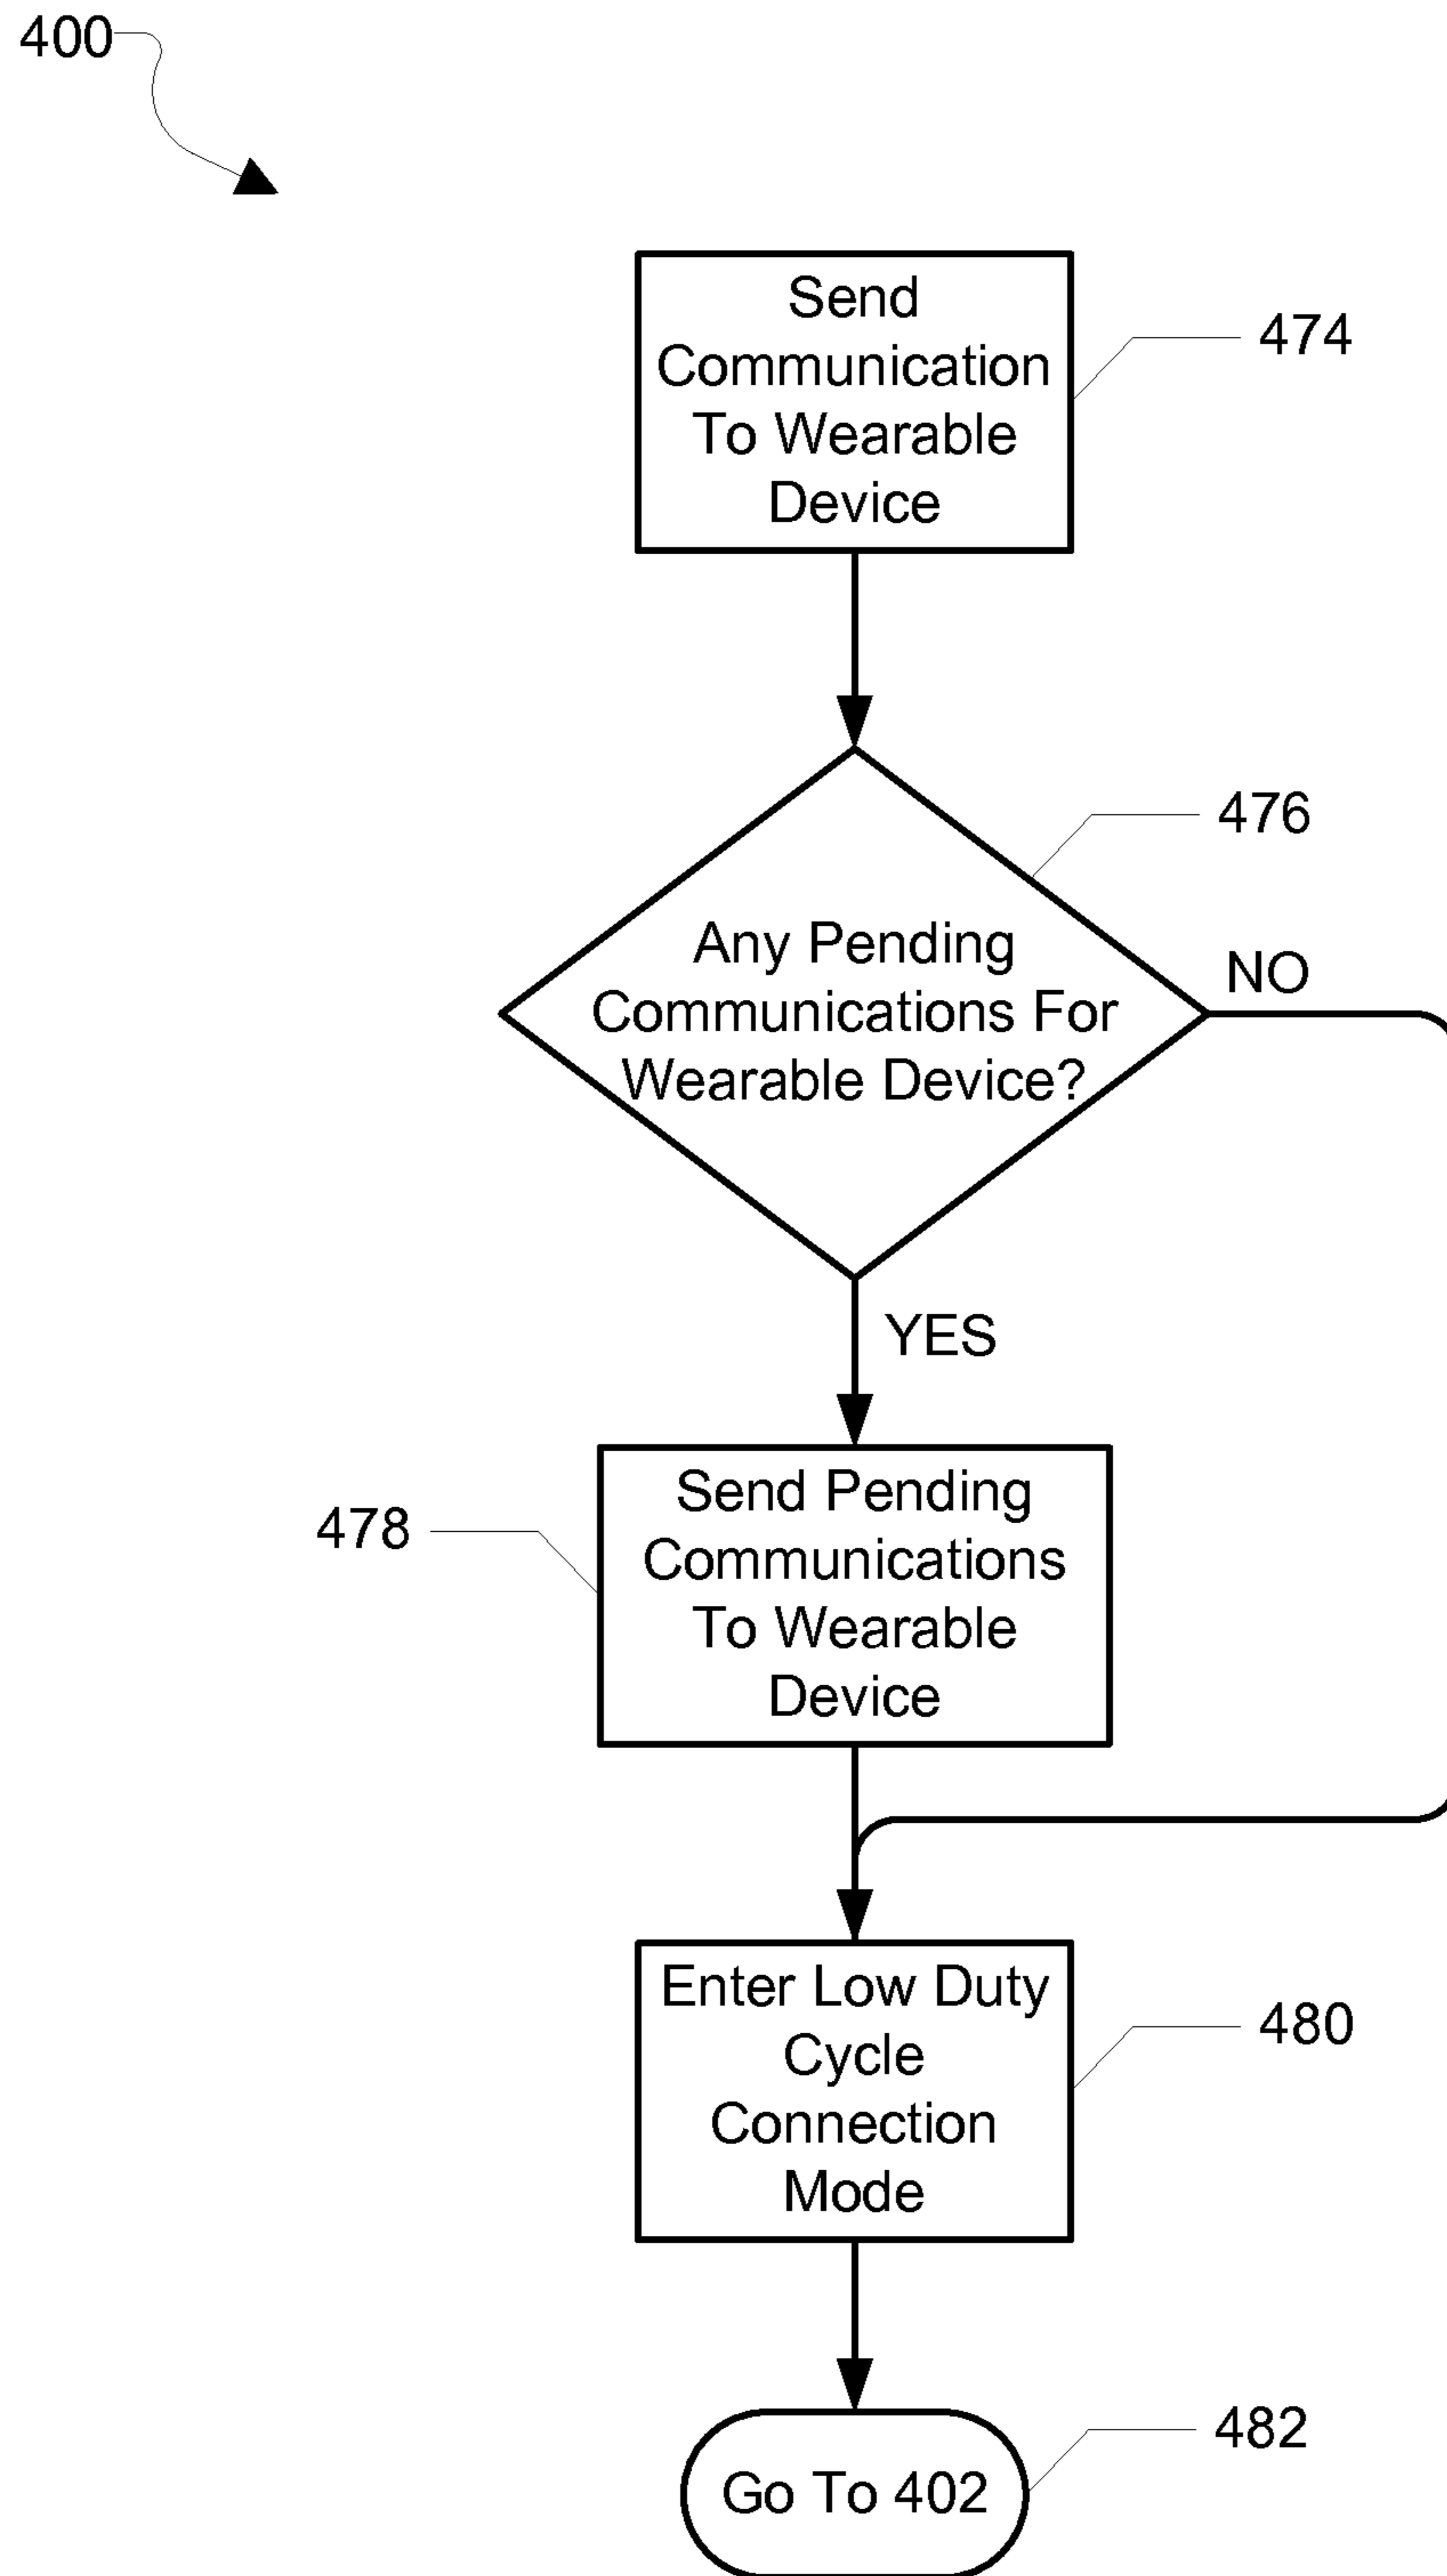 400
Send
Communication
To Wearable
Device
474
476
Any Pending
Communications For
Wearable Device?
NO
YES
Send Pending
Communications
To Wearable
Device
478
Enter Low Duty
Cycle
Connection
Mode
480
482
Go To 402